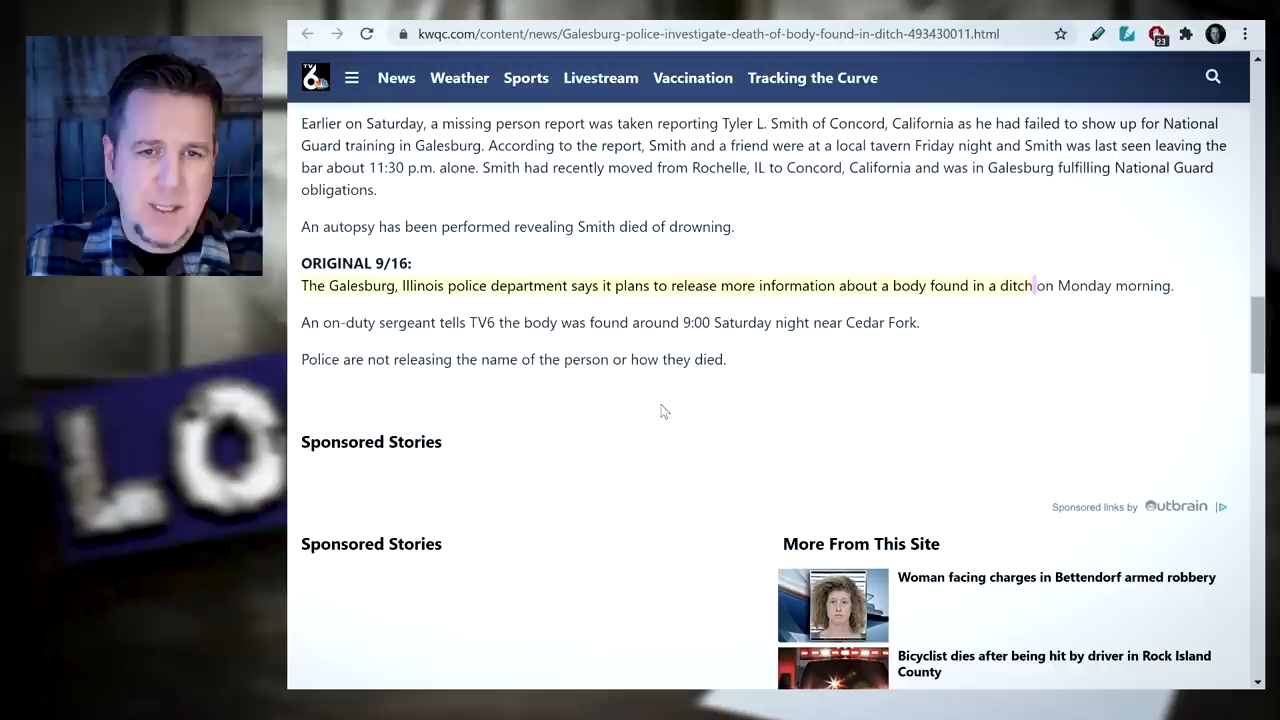 kwqc.com/content/news/Galesburg-police-investigate-death-of-body-found-in-ditch-493430011.html
23
TV
6
News Weather Sports Livestream Vaccination Tracking the Curve
Earlier on Saturday, a missing person report was taken reporting Tyler L. Smith of Concord, California as he had failed to show up for National
Guard training in Galesburg. According to the report, Smith and a friend were at a local tavern Friday night and Smith was last seen leaving the
bar about 11:30 p.m. alone. Smith had recently moved from Rochelle, IL to Concord, California and was in Galesburg fulfilling National Guard
obligations.
An autopsy has been performed revealing Smith died of drowning.
ORIGINAL 9/16:
The Galesburg, Illinois police department says it plans to release more information about a body found in a ditch on Monday morning.
An on-duty sergeant tells TV6 the body was found around 9:00 Saturday night near Cedar Fork.
Police are not releasing the name of the person or how they died.
LO
Sponsored Stories
Sponsored links by Outbrain
Sponsored Stories
More From This Site
Woman facing charges in Bettendorf armed robbery
Bicyclist dies after being hit by driver in Rock Island
County